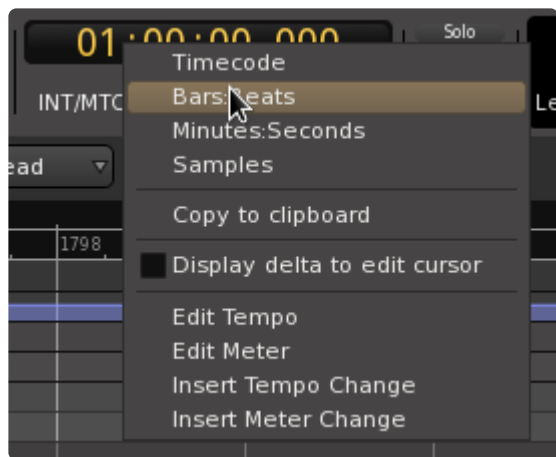 Solo
01:00:00.000
INT/MTC
Timecode
Bars:Beats
Minutes:Seconds
Samples
Copy to clipboard
Display delta to edit cursor
1798
Edit Tempo
Edit Meter
Insert Tempo Change
Insert Meter Change